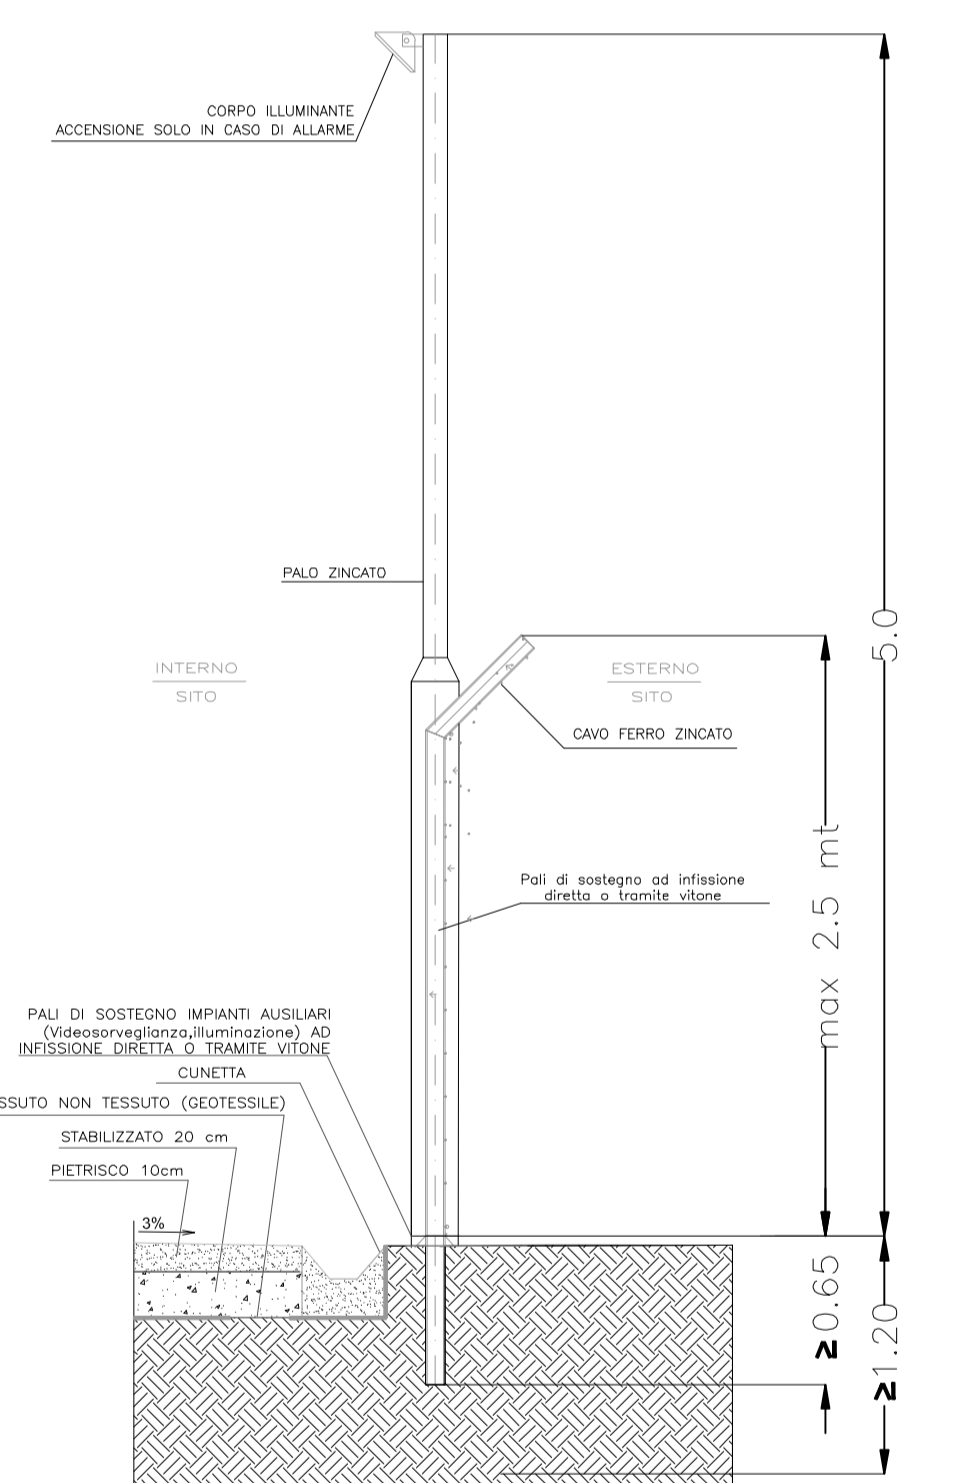 CORPO ILLUMINANTE
ACCENSIONE SOLO IN CASO DI ALLARME
PALO ZINCATO
INTERNO
SITO
ESTERNO
SITO
CAVO FERRO ZINCATO
5.0
max 2.5 mt
Pali di sostegno ad infissione
diretta o tramite vitone
PALI DI SOSTEGNO IMPIANTI AUSILIARI
(Videosorveglianza,illuminazione) AD
INFISSIONE DIRETTA O TRAMITE VITONE
CUNETTA
SSUTO NON TESSUTO (GEOTESSILE)
STABILIZZATO 20 cm
PIETRISCO 10cm
3%
≥0.65
≥1.20